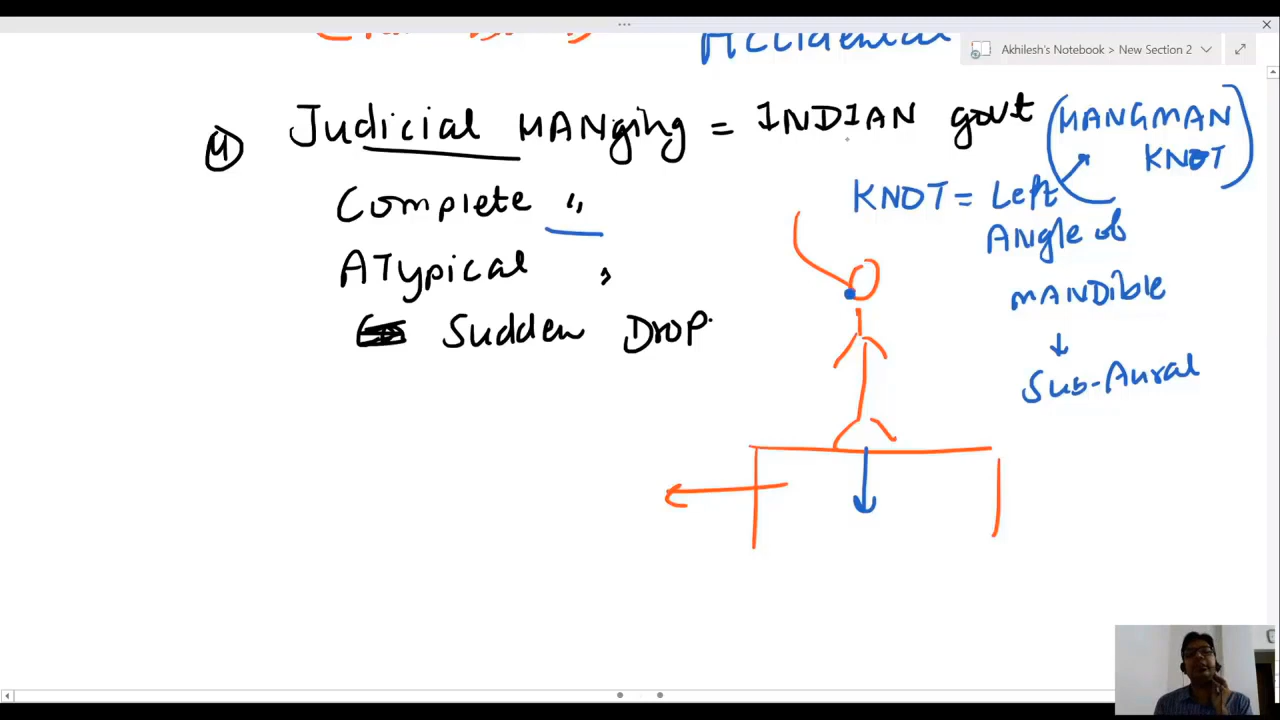 Accidental
Akhilesh's Notebook > New Section 2
4 Judicial HANging = INDIAN govt (HANGMAN KNOT)
Complete "
KNOT = Left Angle of MANDible
↓
Sub-Aural
ATypical "
Sudden DROP.